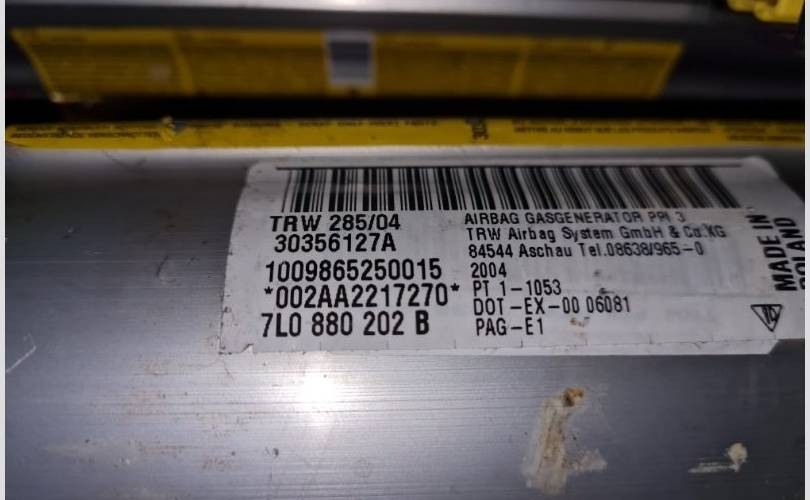 TRW 285/04
30356127A
1009865250015
*002AA2217270*
7L0 880 202 B
AIRBAG GASGENERATOR PPI 3
TRW Airbag System GmbH & Co.KG
84544 Aschau Tel.08638/965-0
2004
PT 1-1053
DOT-EX-00 06081
PAG-E1
MADE IN
POLAND